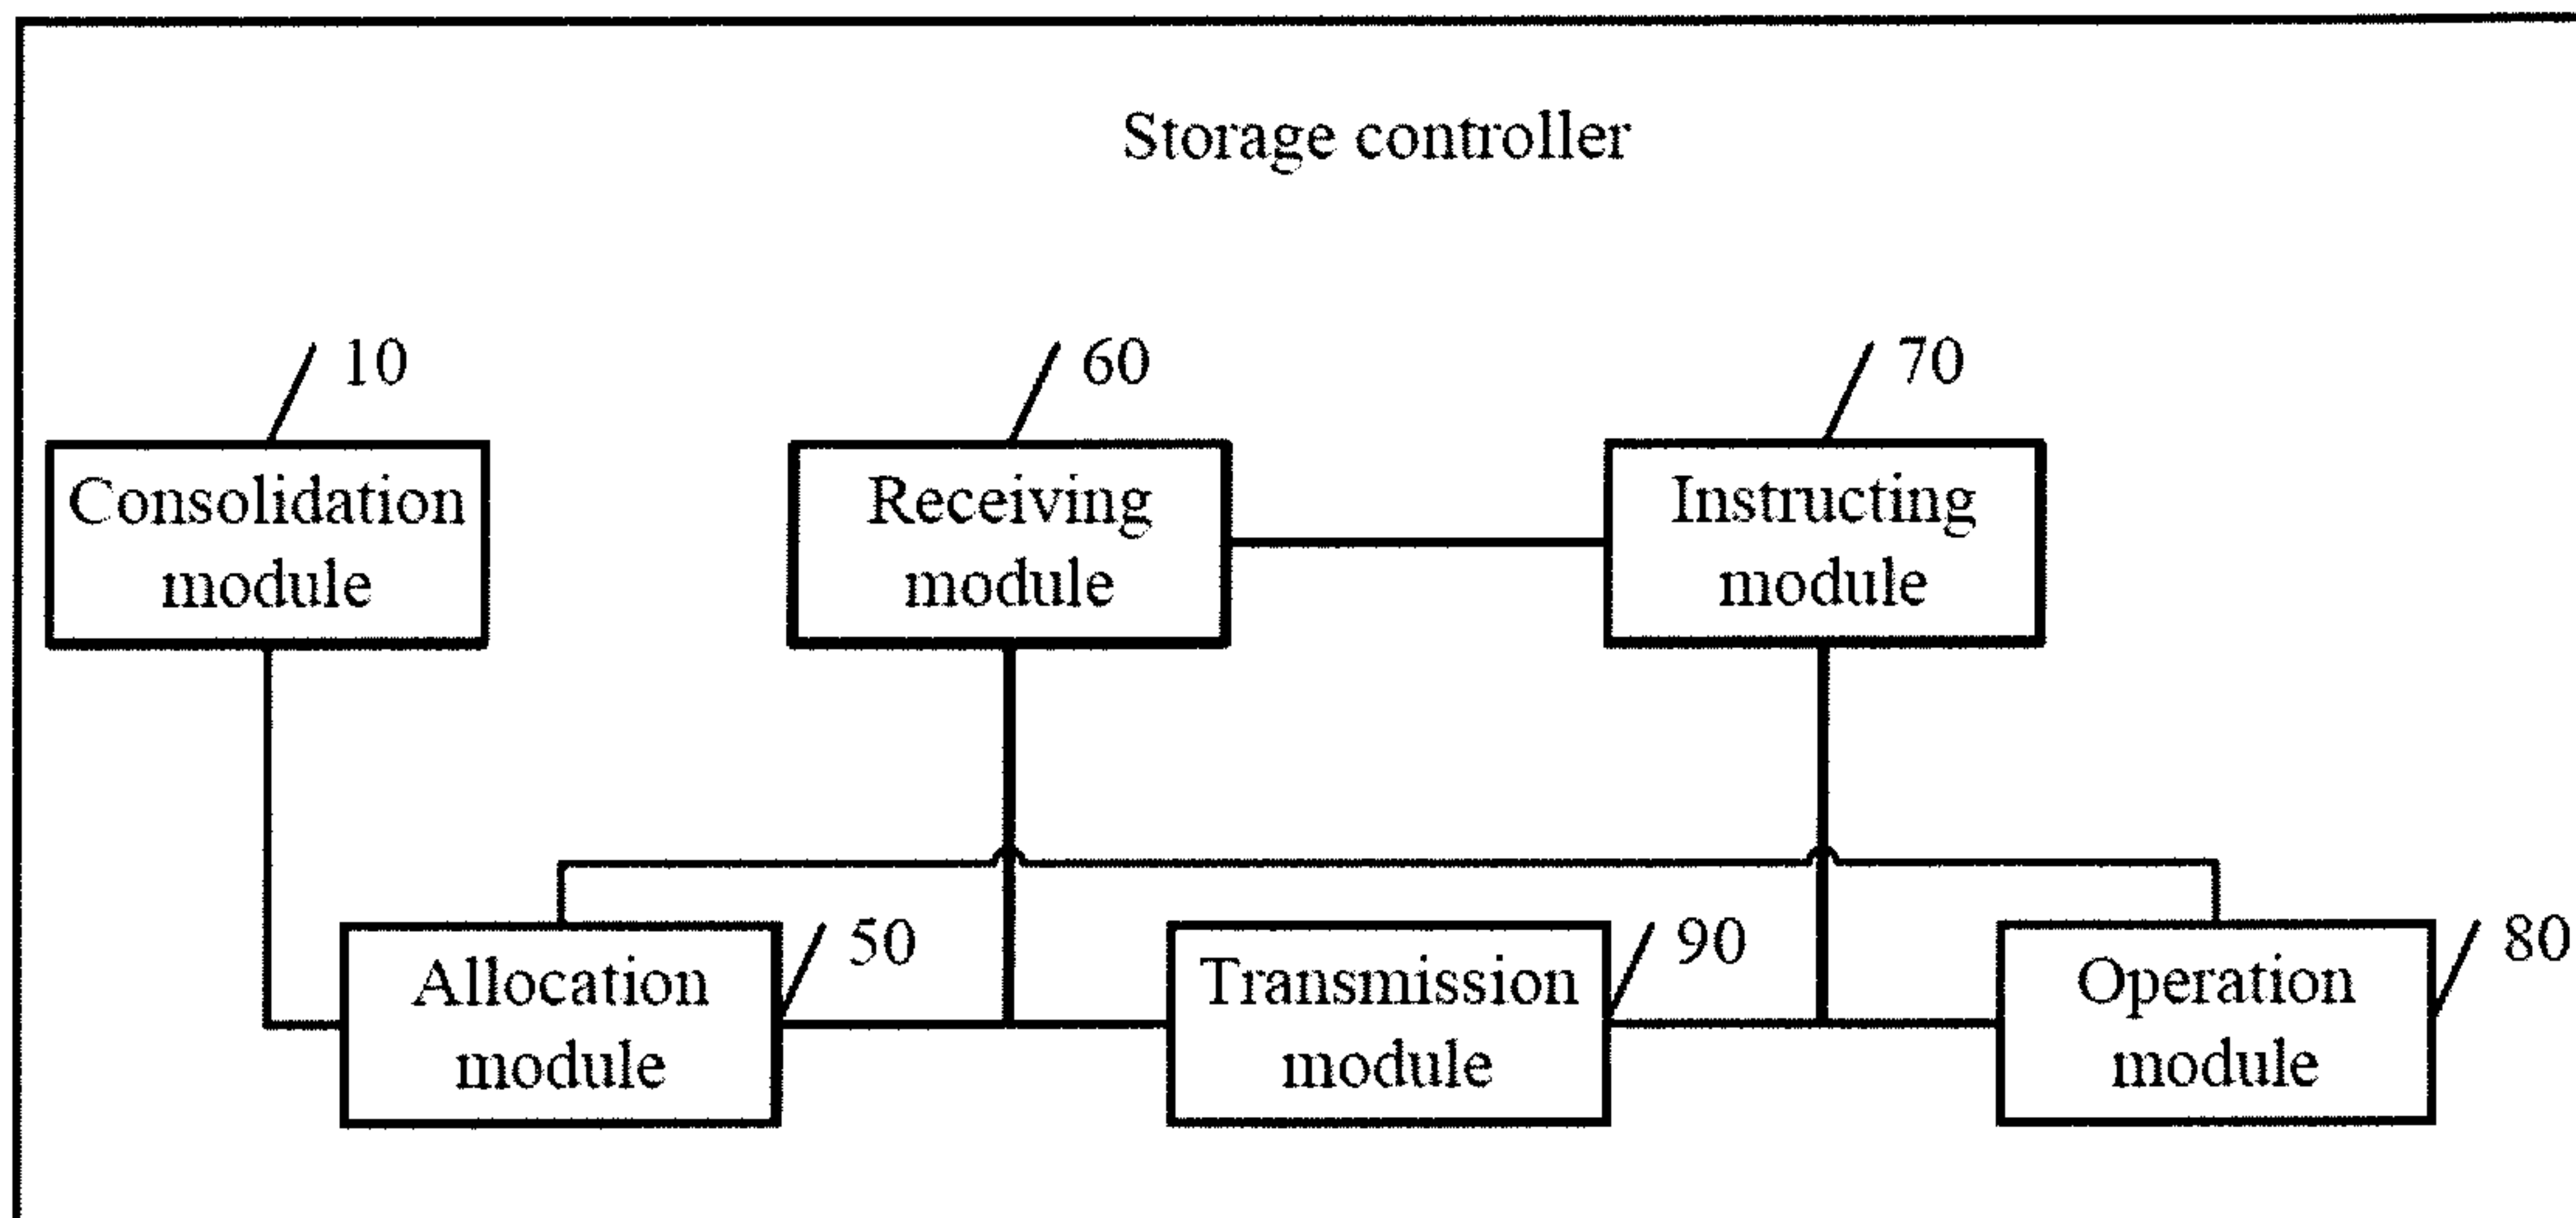 Storage controller
10
60
70
Consolidation
module
Receiving
module
Instructing
module
50
90
80
Allocation
module
Transmission
module
Operation
module